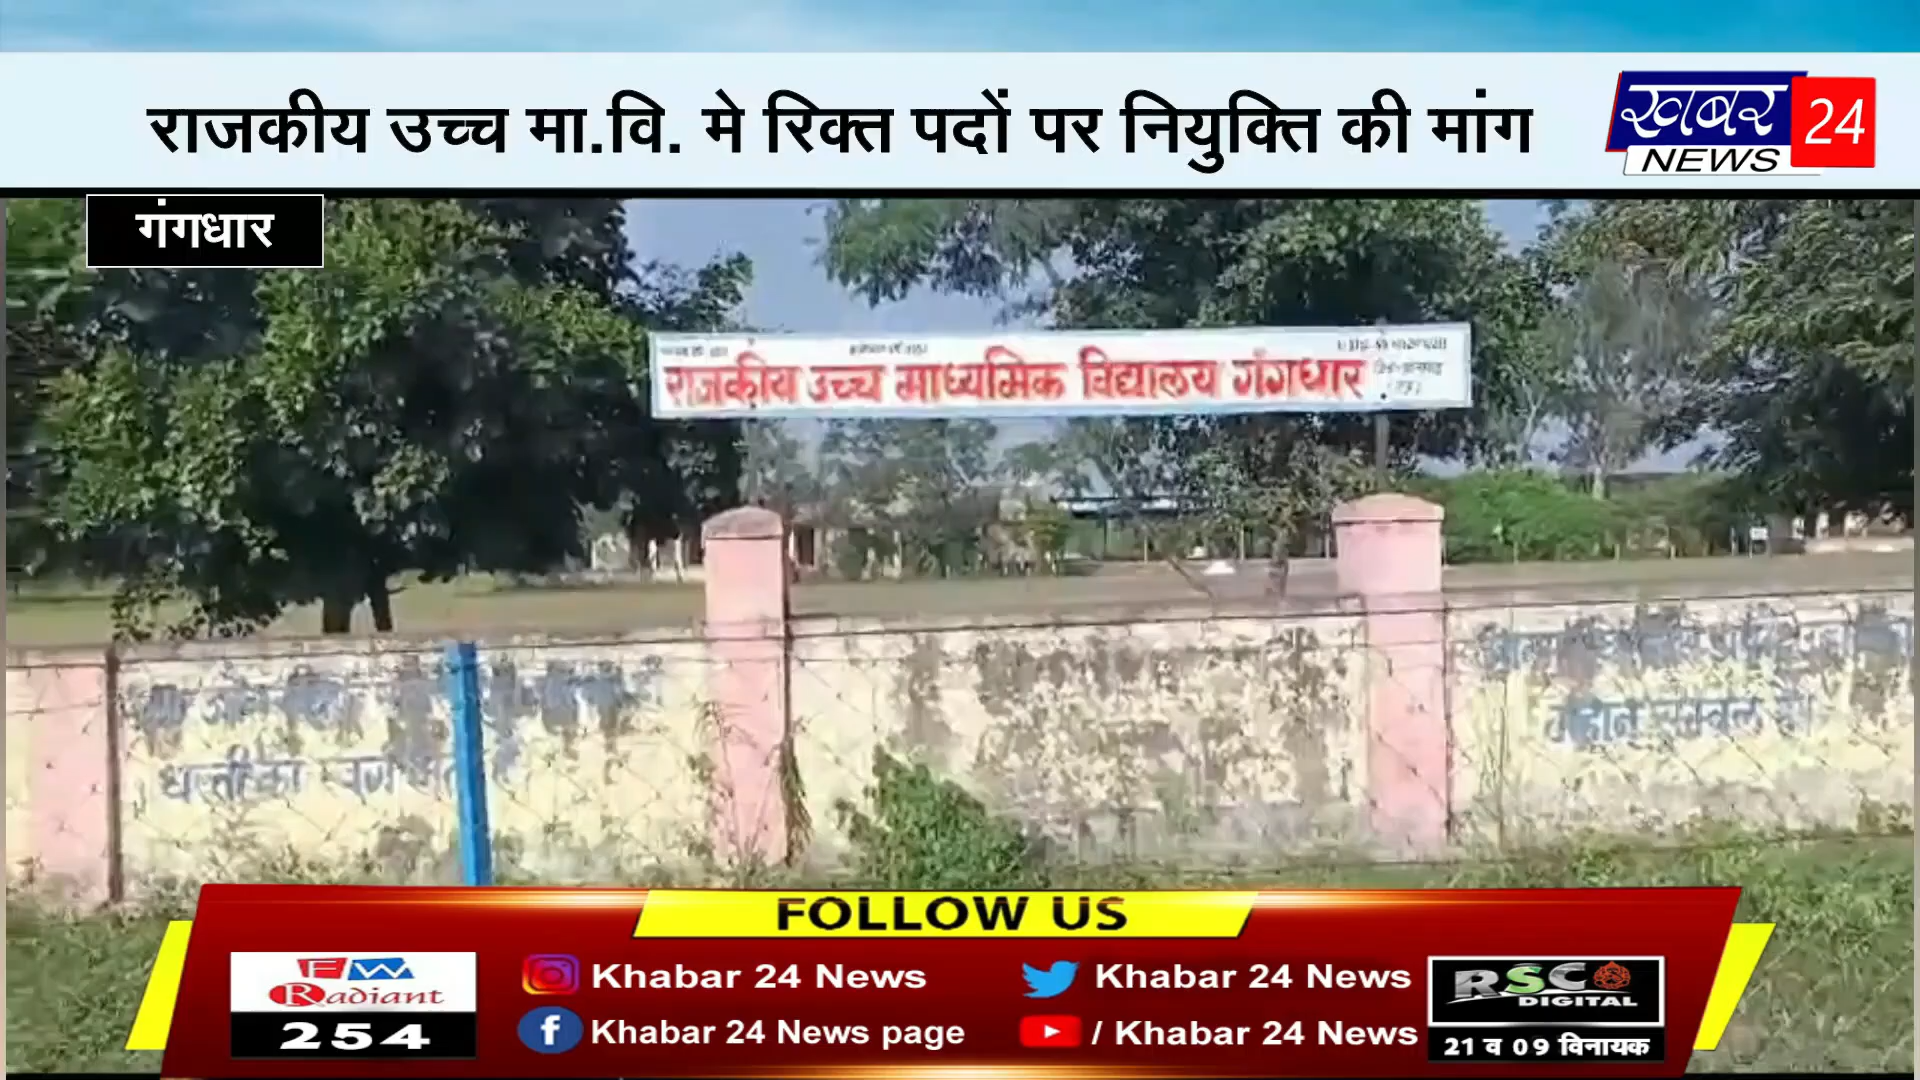 राजकीय उच्च मा.वि. मे रिक्त पदों पर नियुक्ति की मांग
खबर 24
NEWS
गंगधार
राजकीय उच्च माध्यमिक विद्यालय गंगधार
FOLLOW US
FW
Radiant
254
Khabar 24 News
Khabar 24 News
Khabar 24 News page
/ Khabar 24 News
RSC
DIGITAL
21 व 09 विनायक